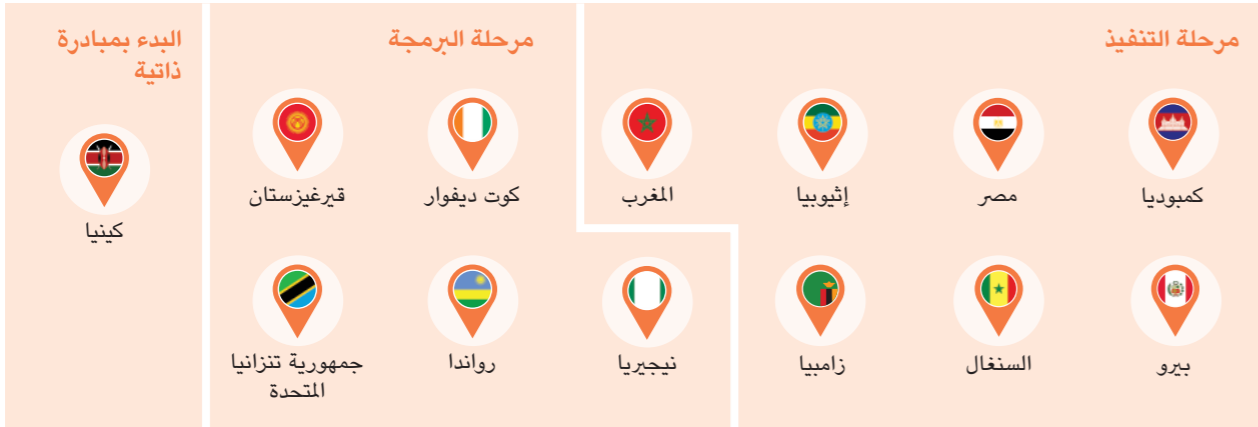 مرحلة التنفيذ
كمبوديا
مصر
إثيوبيا
المغرب
بيرو
السنغال
زامبيا
مرحلة البرمجة
كوت ديفوار
قيرغيزستان
نيجيريا
رواندا
جمهورية تنزانيا
المتحدة
البدء بمبادرة
ذاتية
كينيا